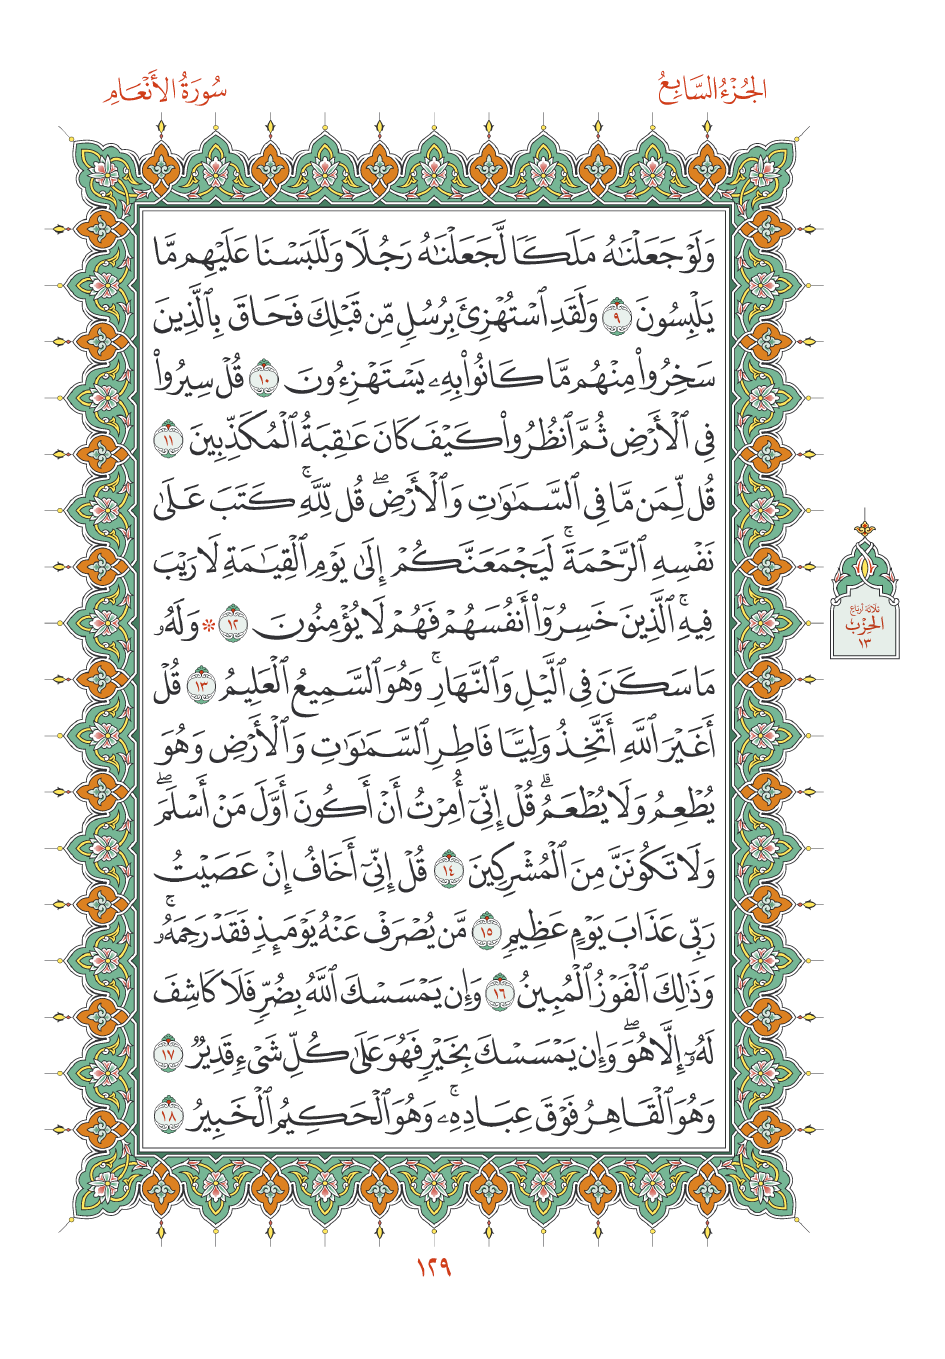 الجُزْءُ السَّابِعُ
سُورَةُ الأَنْعَامِ
وَلَوْ جَعَلْنَٰهُ مَلَكًا لَّجَعَلْنَٰهُ رَجُلًا وَلَلَبَسْنَا عَلَيْهِم مَّا
يَلْبِسُونَ ٩ وَلَقَدِ ٱسْتُهْزِئَ بِرُسُلٍ مِّن قَبْلِكَ فَحَاقَ بِٱلَّذِينَ
سَخِرُوا۟ مِنْهُم مَّا كَانُوا۟ بِهِۦ يَسْتَهْزِءُونَ ١٠ قُلْ سِيرُوا۟
فِى ٱلْأَرْضِ ثُمَّ ٱنظُرُوا۟ كَيْفَ كَانَ عَٰقِبَةُ ٱلْمُكَذِّبِينَ ١١
قُل لِّمَن مَّا فِى ٱلسَّمَٰوَٰتِ وَٱلْأَرْضِ ۖ قُل لِّلَّهِ ۚ كَتَبَ عَلَىٰ
نَفْسِهِ ٱلرَّحْمَةَ ۚ لَيَجْمَعَنَّكُمْ إِلَىٰ يَوْمِ ٱلْقِيَٰمَةِ لَا رَيْبَ
فِيهِ ۚ ٱلَّذِينَ خَسِرُوٓا۟ أَنفُسَهُمْ فَهُمْ لَا يُؤْمِنُونَ ١٢ * وَلَهُۥ
مَا سَكَنَ فِى ٱلَّيْلِ وَٱلنَّهَارِ ۚ وَهُوَ ٱلسَّمِيعُ ٱلْعَلِيمُ ١٣ قُلْ
أَغَيْرَ ٱللَّهِ أَتَّخِذُ وَلِيًّا فَاطِرِ ٱلسَّمَٰوَٰتِ وَٱلْأَرْضِ وَهُوَ
يُطْعِمُ وَلَا يُطْعَمُ ۗ قُلْ إِنِّىٓ أُمِرْتُ أَنْ أَكُونَ أَوَّلَ مَنْ أَسْلَمَ ۖ
وَلَا تَكُونَنَّ مِنَ ٱلْمُشْرِكِينَ ١٤ قُلْ إِنِّىٓ أَخَافُ إِنْ عَصَيْتُ
رَبِّى عَذَابَ يَوْمٍ عَظِيمٍ ١٥ مَّن يُصْرَفْ عَنْهُ يَوْمَئِذٍ فَقَدْ رَحِمَهُۥ ۚ
وَذَٰلِكَ ٱلْفَوْزُ ٱلْمُبِينُ ١٦ وَإِن يَمْسَسْكَ ٱللَّهُ بِضُرٍّ فَلَا كَاشِفَ
لَهُۥٓ إِلَّا هُوَ ۖ وَإِن يَمْسَسْكَ بِخَيْرٍ فَهُوَ عَلَىٰ كُلِّ شَىْءٍ قَدِيرٌ ١٧
وَهُوَ ٱلْقَاهِرُ فَوْقَ عِبَادِهِۦ ۚ وَهُوَ ٱلْحَكِيمُ ٱلْخَبِيرُ ١٨
ثلاثة أرباع
الحِزْب
١٣
١٢٩